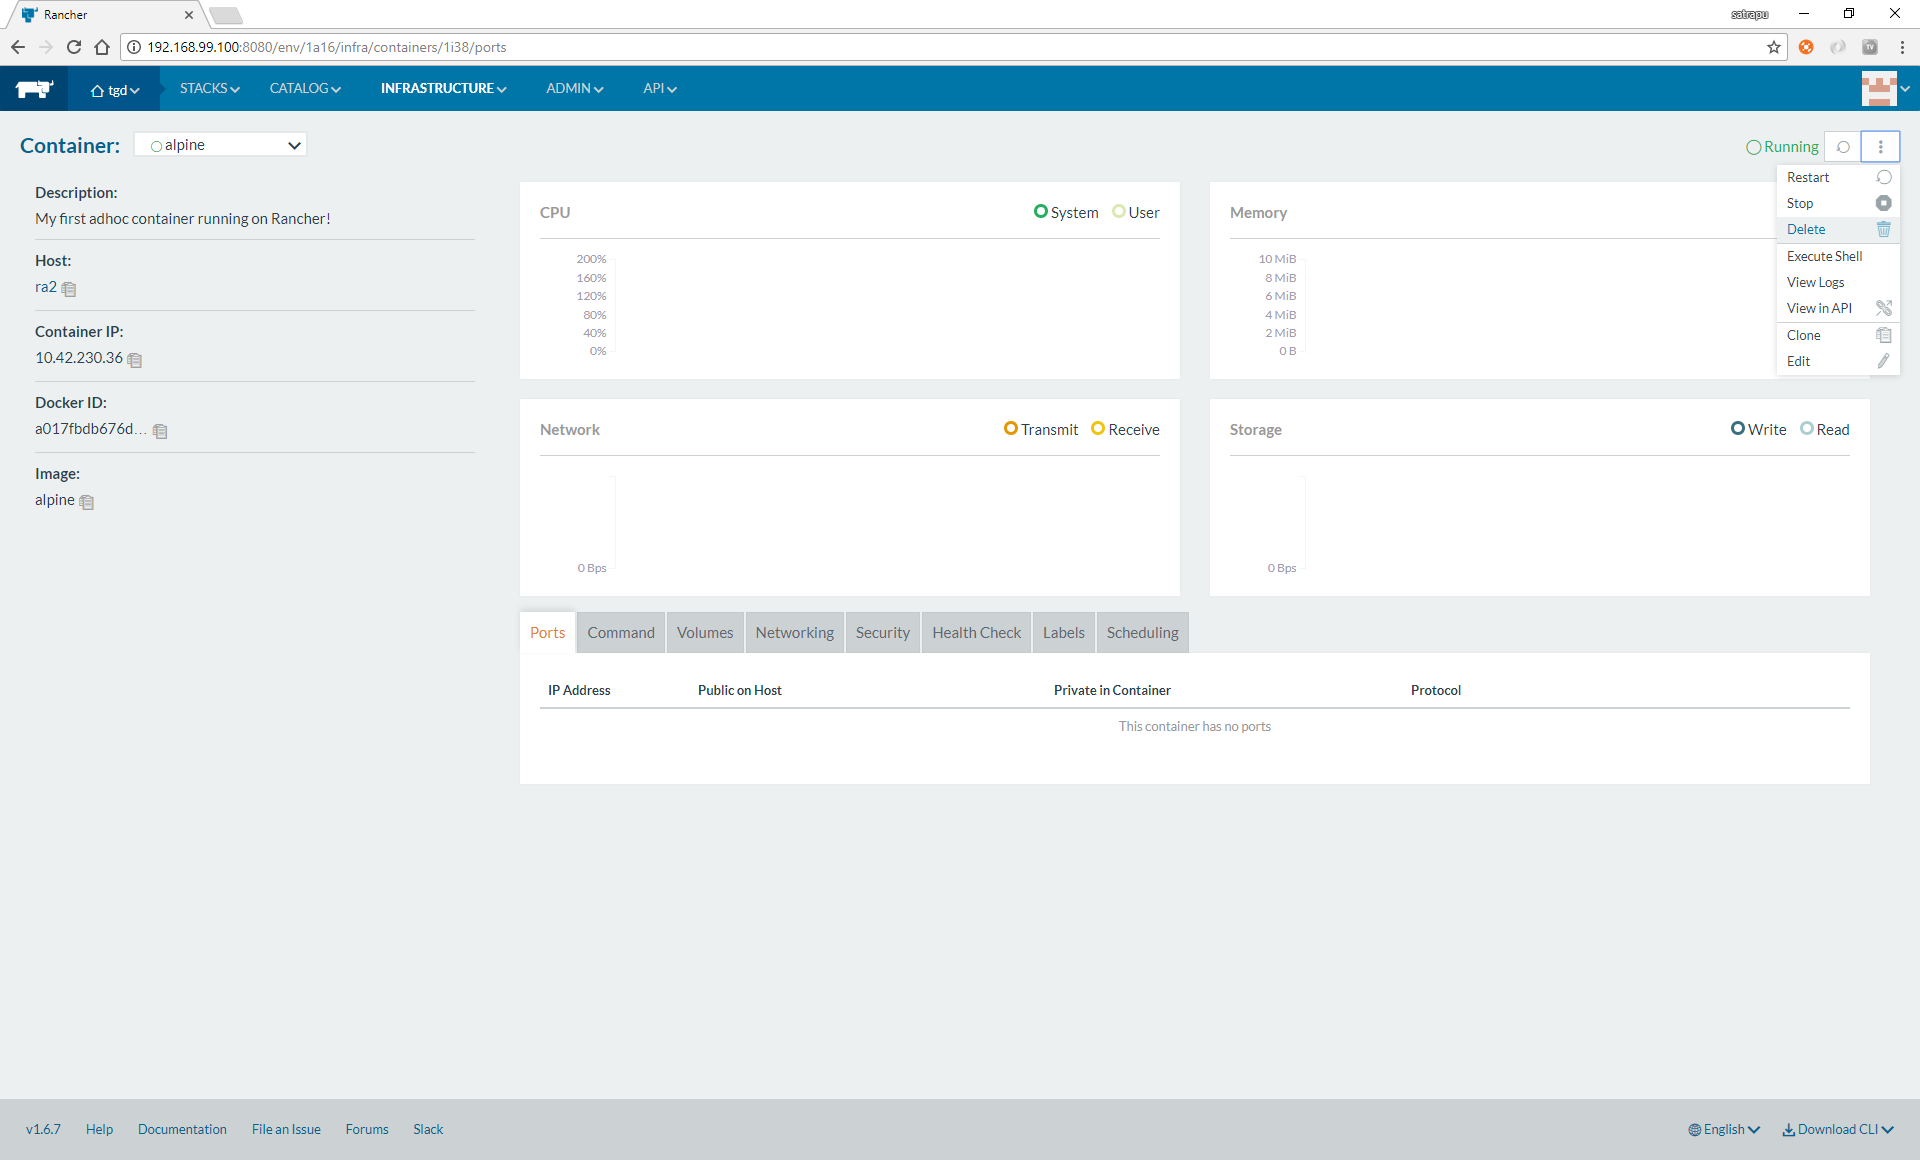 Rancher
satrapu
192.168.99.100:8080/env/1a16/infra/containers/1i38/ports
tgd STACKS CATALOG INFRASTRUCTURE ADMIN API
Container: alpine
Running
Restart
Stop
Delete
Execute Shell
View Logs
View in API
Clone
Edit
Description:
My first adhoc container running on Rancher!
Host:
ra2
Container IP:
10.42.230.36
Docker ID:
a017fbdb676d...
Image:
alpine
CPU System User
200%
160%
120%
80%
40%
0%
Memory
10 MiB
8 MiB
6 MiB
4 MiB
2 MiB
0 B
Network Transmit Receive
0 Bps
Storage Write Read
0 Bps
Ports Command Volumes Networking Security Health Check Labels Scheduling
IP Address Public on Host Private in Container Protocol
This container has no ports
v1.6.7 Help Documentation File an Issue Forums Slack English Download CLI